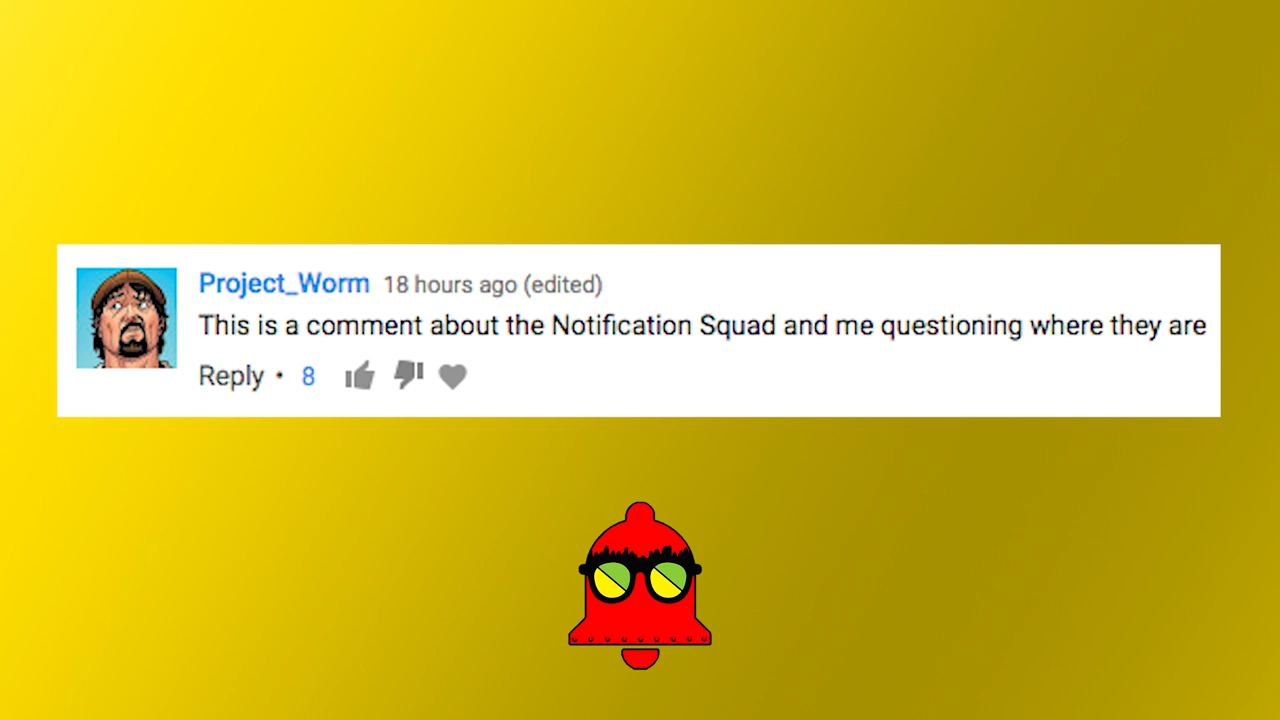 Project_Worm 18 hours ago (edited)
This is a comment about the Notification Squad and me questioning where they are
Reply • 8